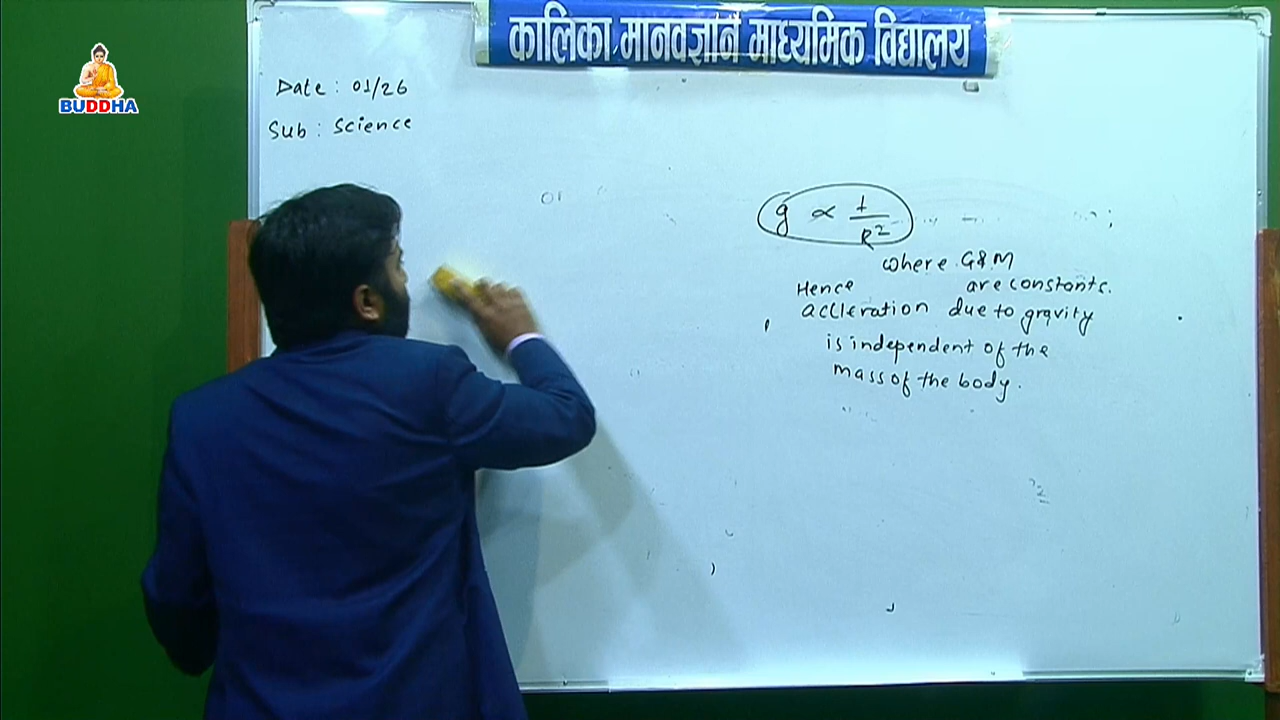 कालिका मानवज्ञान माध्यमिक विद्यालय
BUDDHA
Date : 01/26
Sub : Science
g ∝ 1/R²
where G&M
are constants.
Hence
accleration due to gravity
is independent of the
mass of the body.